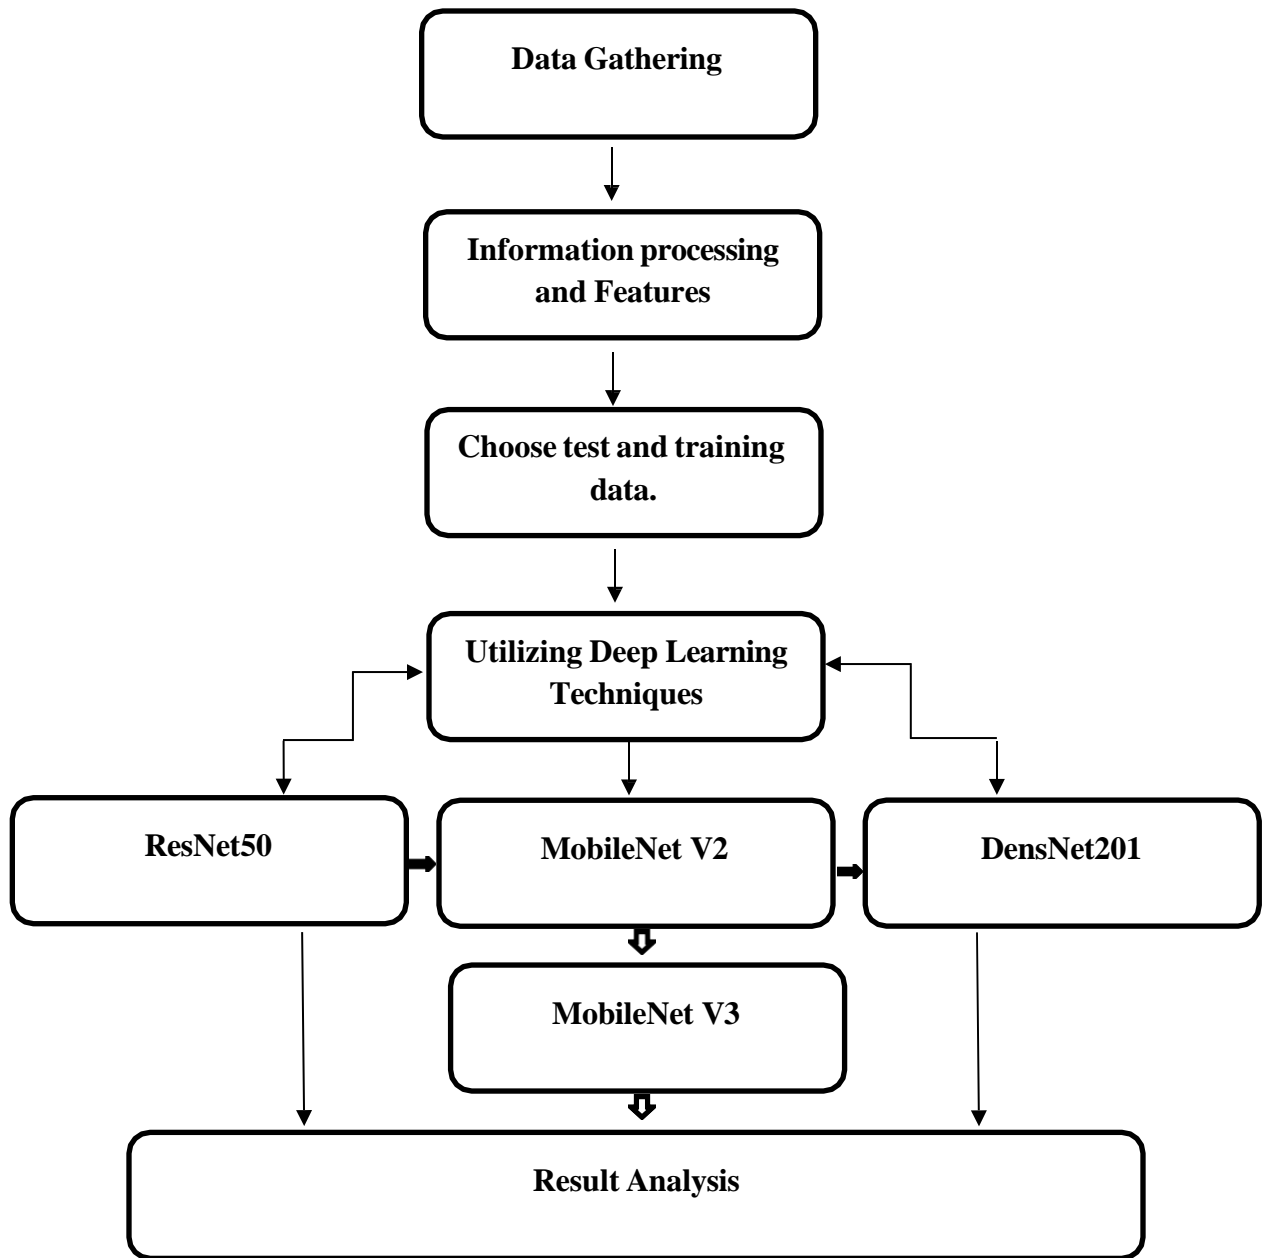 Data Gathering
Information processing
and Features
Choose test and training
data.
Utilizing Deep Learning
Techniques
ResNet50
MobileNet V2
DensNet201
MobileNet V3
Result Analysis